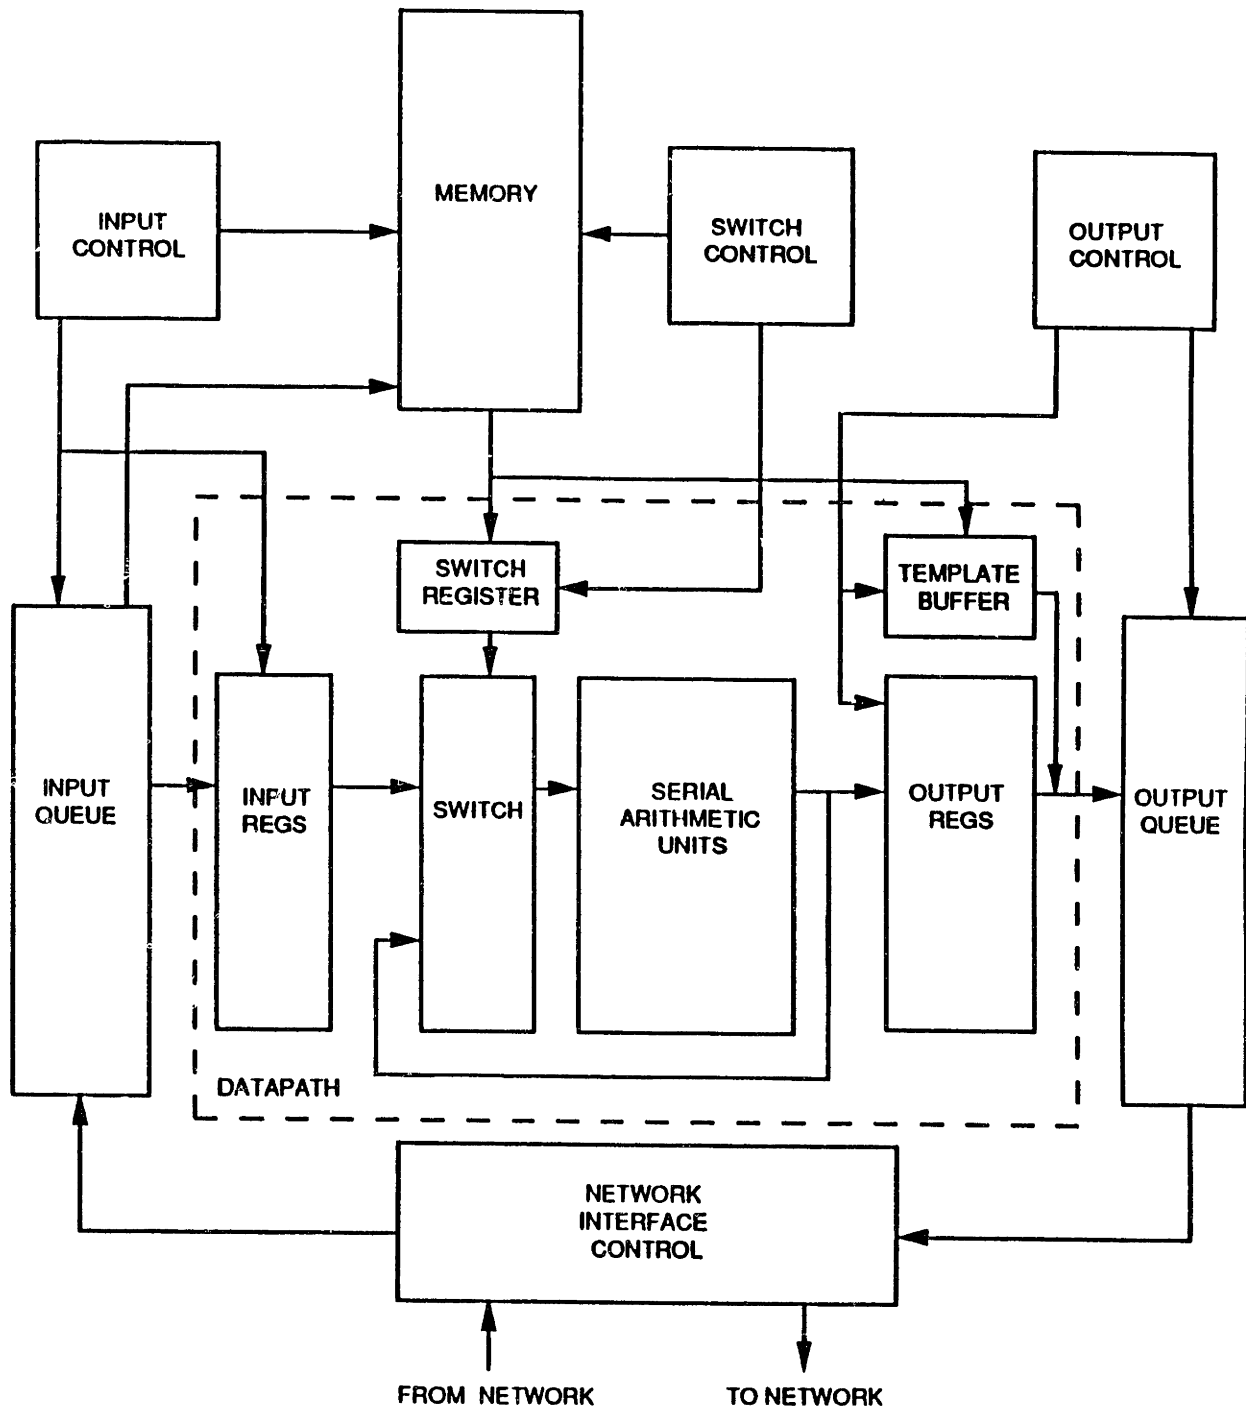 MEMORY
INPUT
CONTROL
SWITCH
CONTROL
OUTPUT
CONTROL
SWITCH
REGISTER
TEMPLATE
BUFFER
INPUT
QUEUE
INPUT
REGS
SWITCH
SERIAL
ARITHMETIC
UNITS
OUTPUT
REGS
OUTPUT
QUEUE
DATAPATH
NETWORK
INTERFACE
CONTROL
FROM NETWORK
TO NETWORK